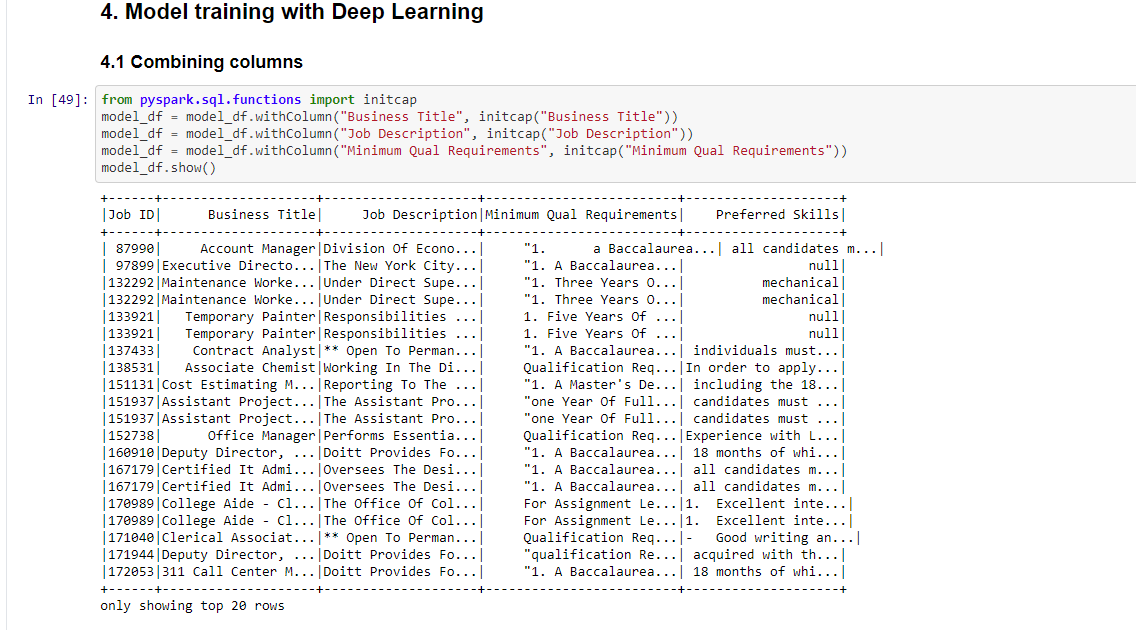 4. Model training with Deep Learning
4.1 Combining columns
In [49]: from pyspark.sql.functions import initcap
model_df = model_df.withColumn("Business Title", initcap("Business Title"))
model_df = model_df.withColumn("Job Description", initcap("Job Description"))
model_df = model_df.withColumn("Minimum Qual Requirements", initcap("Minimum Qual Requirements"))
model_df.show()
+------+--------------------+--------------------+-------------------------+--------------------+
|Job ID|      Business Title|     Job Description|Minimum Qual Requirements|    Preferred Skills|
+------+--------------------+--------------------+-------------------------+--------------------+
| 87990|     Account Manager|Division Of Econo...|     "1.      a Baccalaurea...| all candidates m...|
| 97899|Executive Directo...|The New York City...|     "1. A Baccalaurea...|                null|
|132292|Maintenance Worke...|Under Direct Supe...|     "1. Three Years O...|          mechanical|
|132292|Maintenance Worke...|Under Direct Supe...|     "1. Three Years O...|          mechanical|
|133921|   Temporary Painter|Responsibilities ...|     1. Five Years Of ...|                null|
|133921|   Temporary Painter|Responsibilities ...|     1. Five Years Of ...|                null|
|137433|    Contract Analyst|** Open To Perman...|     "1. A Baccalaurea...| individuals must...|
|138531|   Associate Chemist|Working In The Di...|     Qualification Req...|In order to apply...|
|151131|Cost Estimating M...|Reporting To The ...|     "1. A Master's De...| including the 18...|
|151937|Assistant Project...|The Assistant Pro...|     "one Year Of Full...| candidates must ...|
|151937|Assistant Project...|The Assistant Pro...|     "one Year Of Full...| candidates must ...|
|152738|      Office Manager|Performs Essentia...|     Qualification Req...|Experience with L...|
|160910|Deputy Director, ...|Doitt Provides Fo...|     "1. A Baccalaurea...| 18 months of whi...|
|167179|Certified It Admi...|Oversees The Desi...|     "1. A Baccalaurea...| all candidates m...|
|167179|Certified It Admi...|Oversees The Desi...|     "1. A Baccalaurea...| all candidates m...|
|170989|College Aide - Cl...|The Office Of Col...|     For Assignment Le...|1.  Excellent inte...|
|170989|College Aide - Cl...|The Office Of Col...|     For Assignment Le...|1.  Excellent inte...|
|171040|Clerical Associat...|** Open To Perman...|     Qualification Req...|-   Good writing an...|
|171944|Deputy Director, ...|Doitt Provides Fo...|     "qualification Re...| acquired with th...|
|172053|311 Call Center M...|Doitt Provides Fo...|     "1. A Baccalaurea...| 18 months of whi...|
+------+--------------------+--------------------+-------------------------+--------------------+
only showing top 20 rows